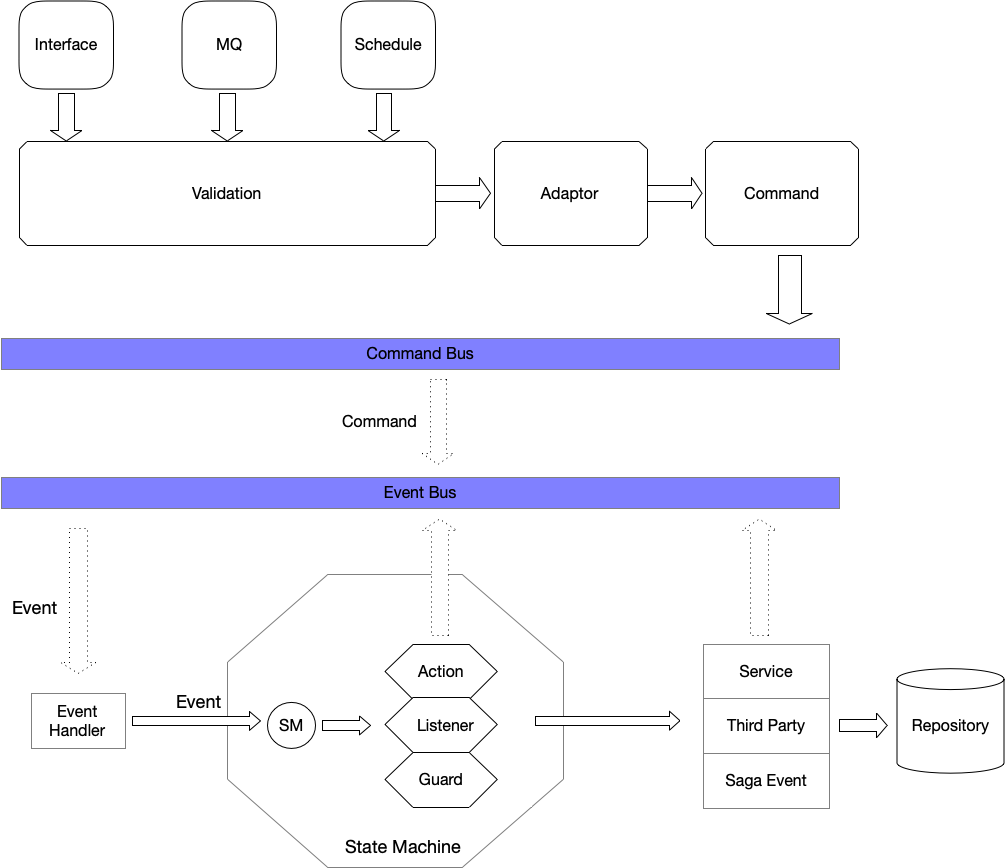 Interface
MQ
Schedule
Validation
Adaptor
Command
Command Bus
Command
Event Bus
Event
Event
Handler
Event
SM
Action
Listener
Guard
State Machine
Service
Third Party
Saga Event
Repository